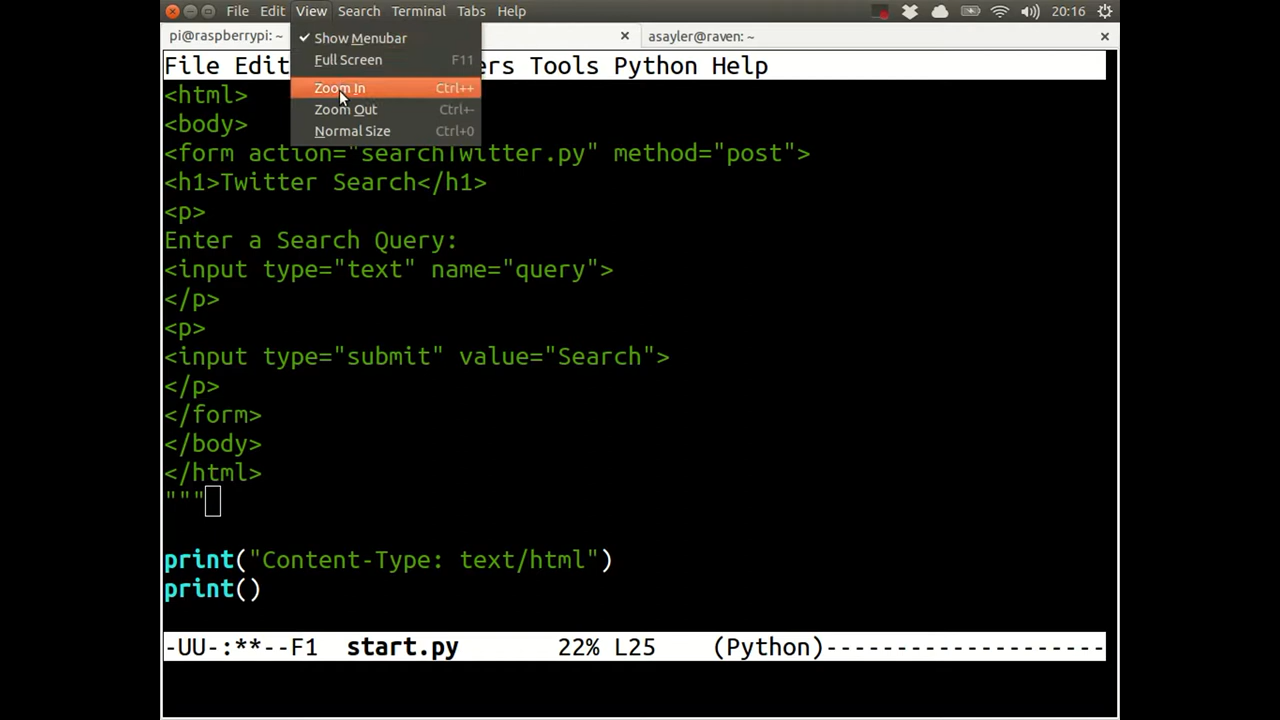 File Edit View Search Terminal Tabs Help 20:16
pi@raspberrypi: ~ × asayler@raven: ~ ×
✓ Show Menubar
Full Screen F11
Zoom In Ctrl++
Zoom Out Ctrl+-
Normal Size Ctrl+0
File Edit ers Tools Python Help
<html>
<body>
<form action="searchTwitter.py" method="post">
<h1>Twitter Search</h1>
<p>
Enter a Search Query:
<input type="text" name="query">
</p>
<p>
<input type="submit" value="Search">
</p>
</form>
</body>
</html>
"""
print("Content-Type: text/html")
print()
-UU-:**--F1 start.py 22% L25 (Python)--------------------